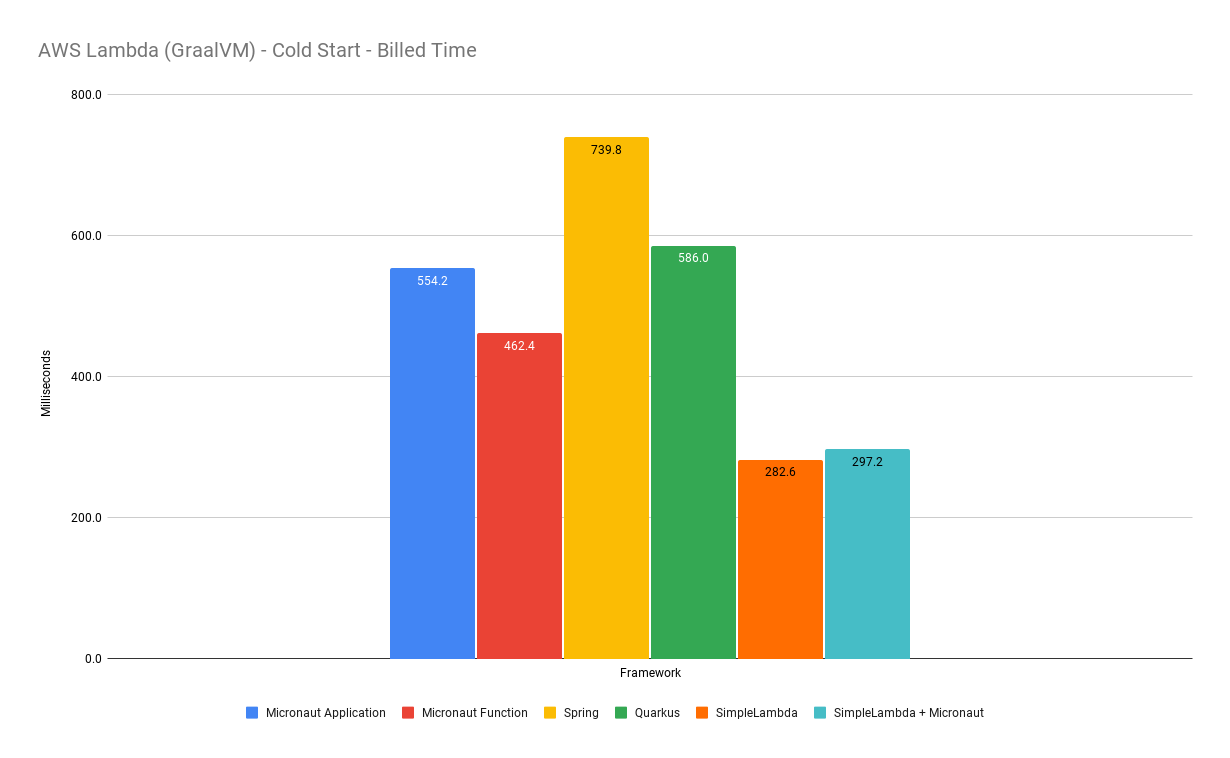 AWS Lambda (GraalVM) - Cold Start - Billed Time
800.0
600.0
400.0
200.0
0.0
Milliseconds
554.2
462.4
739.8
586.0
282.6
297.2
Framework
Micronaut Application Micronaut Function Spring Quarkus SimpleLambda SimpleLambda + Micronaut